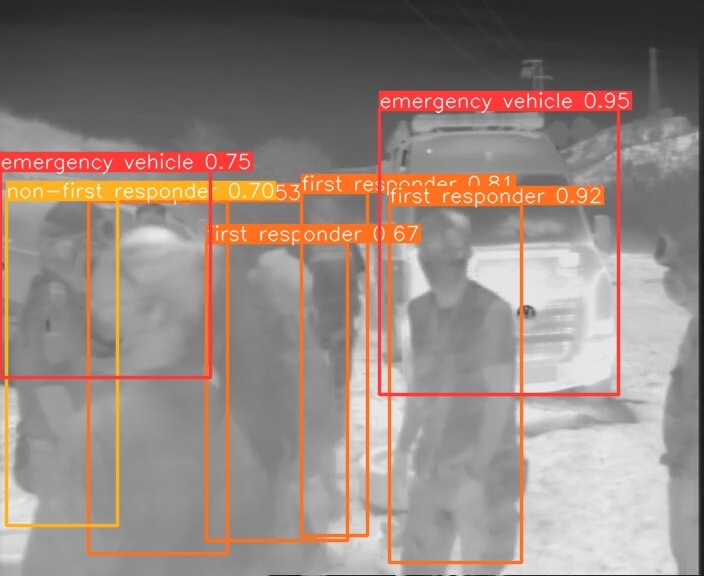 emergency vehicle 0.95
emergency vehicle 0.75
first responder 0.81
non-first responder 0.70
53
first responder 0.92
first responder 0.67